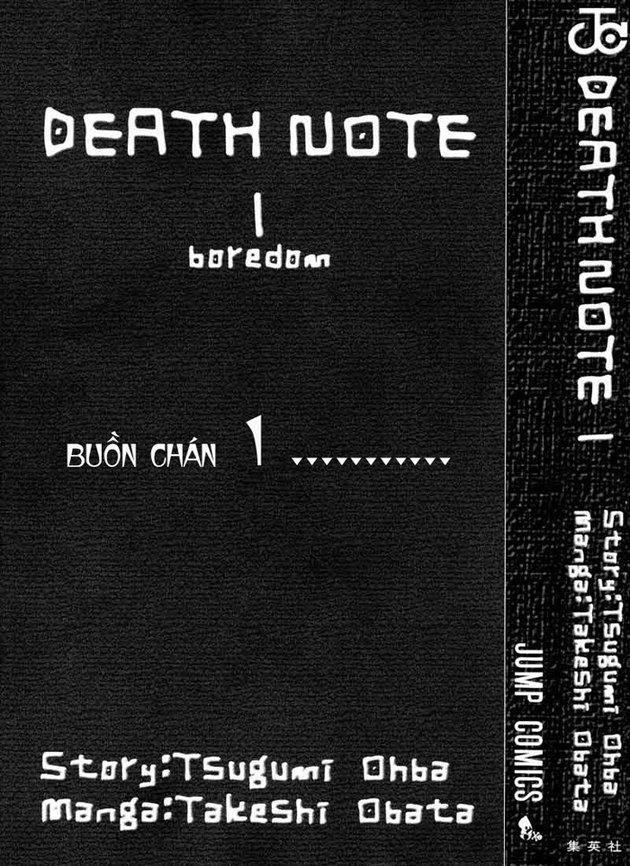 DEATH NOTE
1
boredom
BUỒN CHÁN 1
Story:Tsugumi Ohba
Manga:Takeshi Obata
DEATH NOTE 1
Story:Tsugumi Ohba
Manga:Takeshi Obata
JUMP COMICS
集英社